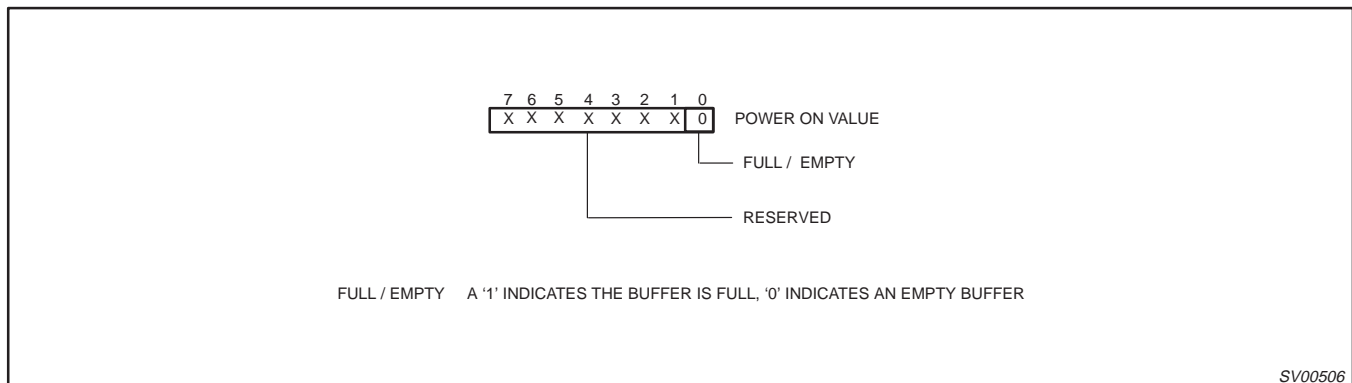 7 6 5 4 3 2 1 0
X X X X X X X 0 POWER ON VALUE
FULL / EMPTY
RESERVED
FULL / EMPTY A ‘1’ INDICATES THE BUFFER IS FULL, ‘0’ INDICATES AN EMPTY BUFFER
SV00506